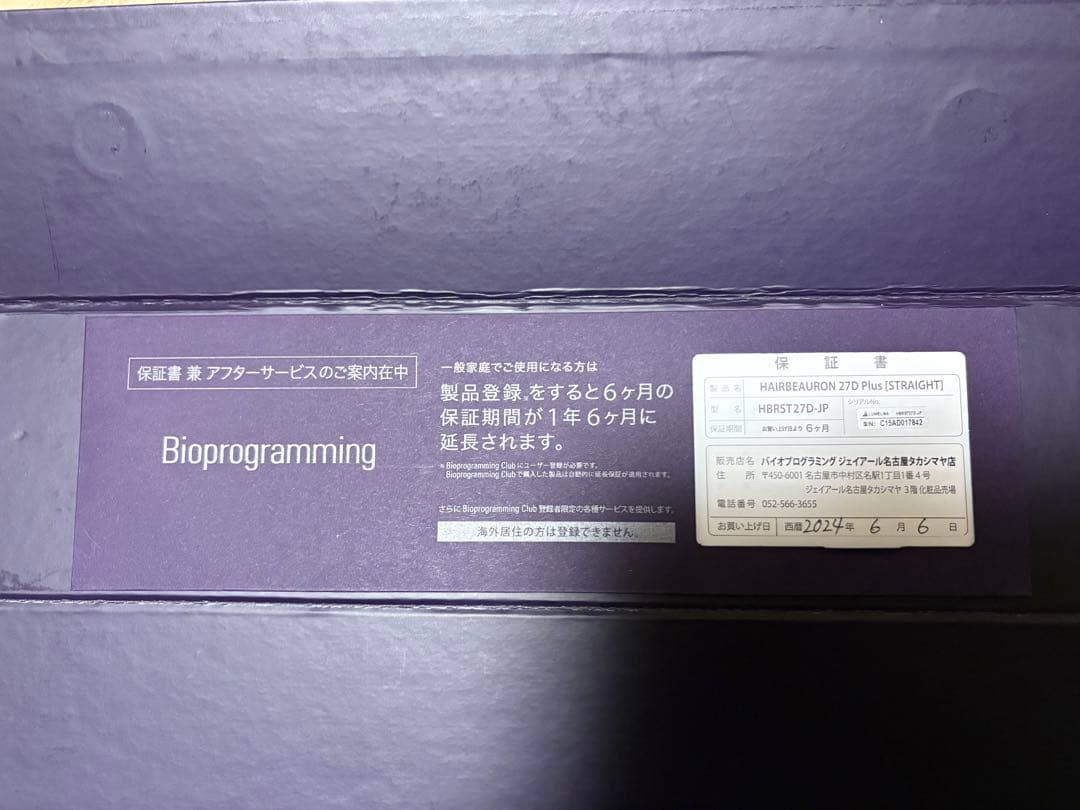 保証書 兼 アフターサービスのご案内在中
Bioprogramming
一般家庭でご使用になる方は
製品登録※をすると6ヶ月の
保証期間が1年6ヶ月に
延長されます。
※Bioprogramming Clubにユーザー登録が必要です。
Bioprogramming Clubで購入した製品は自動的に延長保証が適用されます。
さらにBioprogramming Club登録者限定の各種サービスを提供します。
海外居住の方は登録できません。
保証書
製品名 HAIRBEAURON 27D Plus [STRAIGHT]
型名 HBRST27D-JP
シリアルNo.
LUMIELINA HBRST27D-JP
S/N: C15AD017842
保証期間 お買い上げ日より 6ヶ月
販売店名 バイオプログラミング ジェイアール名古屋タカシマヤ店
住所 〒450-6001 名古屋市中村区名駅1丁目1番4号
ジェイアール名古屋タカシマヤ 3階 化粧品売場
電話番号 052-566-3655
お買い上げ日 西暦2024年 6月 6日